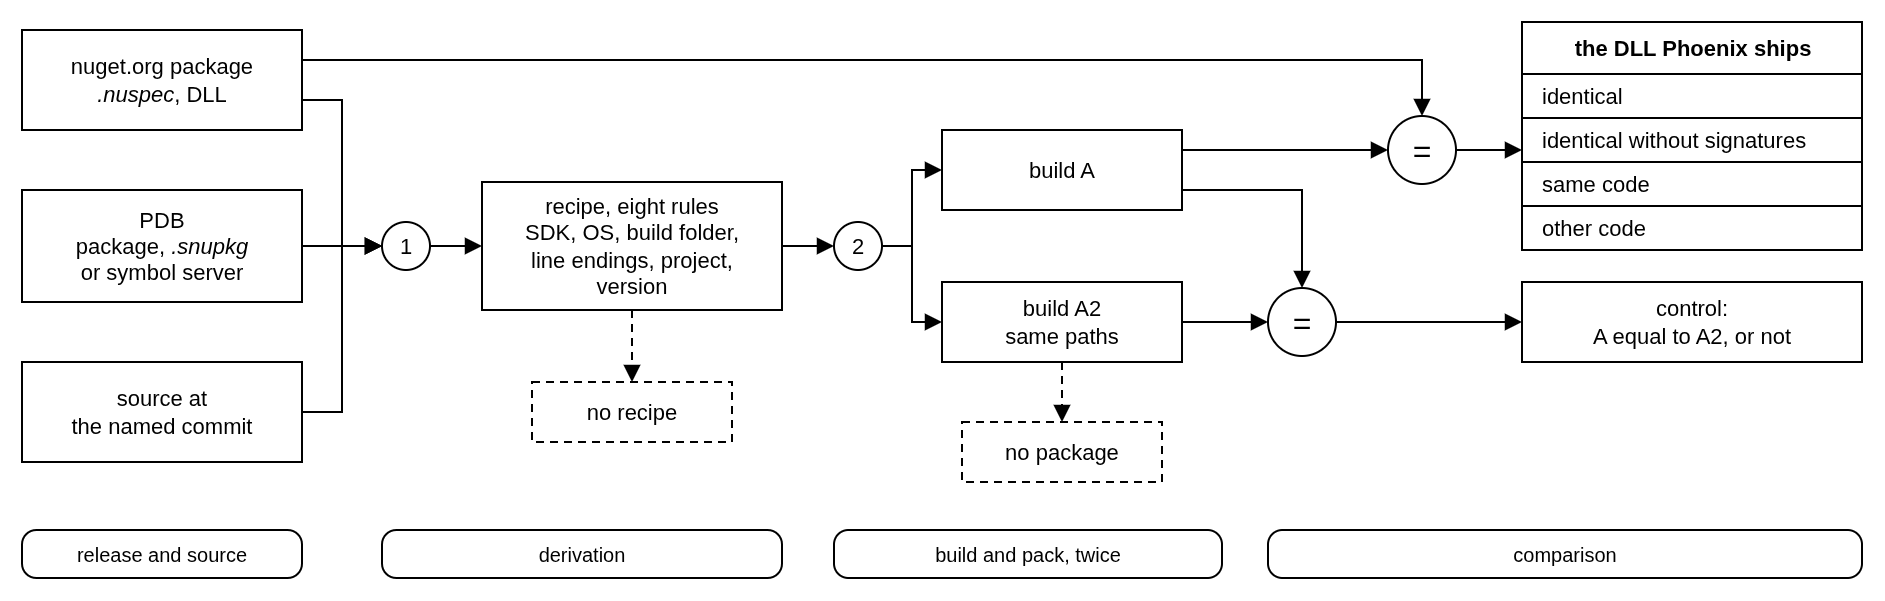 nuget.org package
.nuspec, DLL
PDB
package, .snupkg
or symbol server
source at
the named commit
1
recipe, eight rules
SDK, OS, build folder,
line endings, project,
version
no recipe
2
build A
build A2
same paths
no package
=
=
the DLL Phoenix ships
identical
identical without signatures
same code
other code
control:
A equal to A2, or not
release and source
derivation
build and pack, twice
comparison